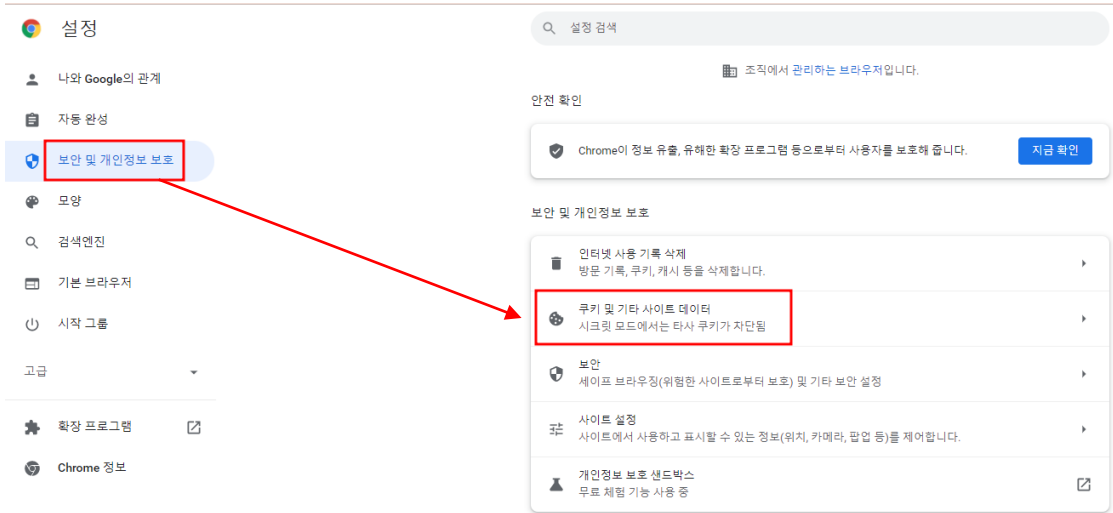 설정
나와 Google의 관계
자동 완성
보안 및 개인정보 보호
모양
검색엔진
기본 브라우저
시작 그룹
고급
확장 프로그램
Chrome 정보
설정 검색
조직에서 관리하는 브라우저입니다.
안전 확인
Chrome이 정보 유출, 유해한 확장 프로그램 등으로부터 사용자를 보호해 줍니다.
지금 확인
보안 및 개인정보 보호
인터넷 사용 기록 삭제
방문 기록, 쿠키, 캐시 등을 삭제합니다.
쿠키 및 기타 사이트 데이터
시크릿 모드에서는 타사 쿠키가 차단됨
보안
세이프 브라우징(위험한 사이트로부터 보호) 및 기타 보안 설정
사이트 설정
사이트에서 사용하고 표시할 수 있는 정보(위치, 카메라, 팝업 등)를 제어합니다.
개인정보 보호 샌드박스
무료 체험 기능 사용 중